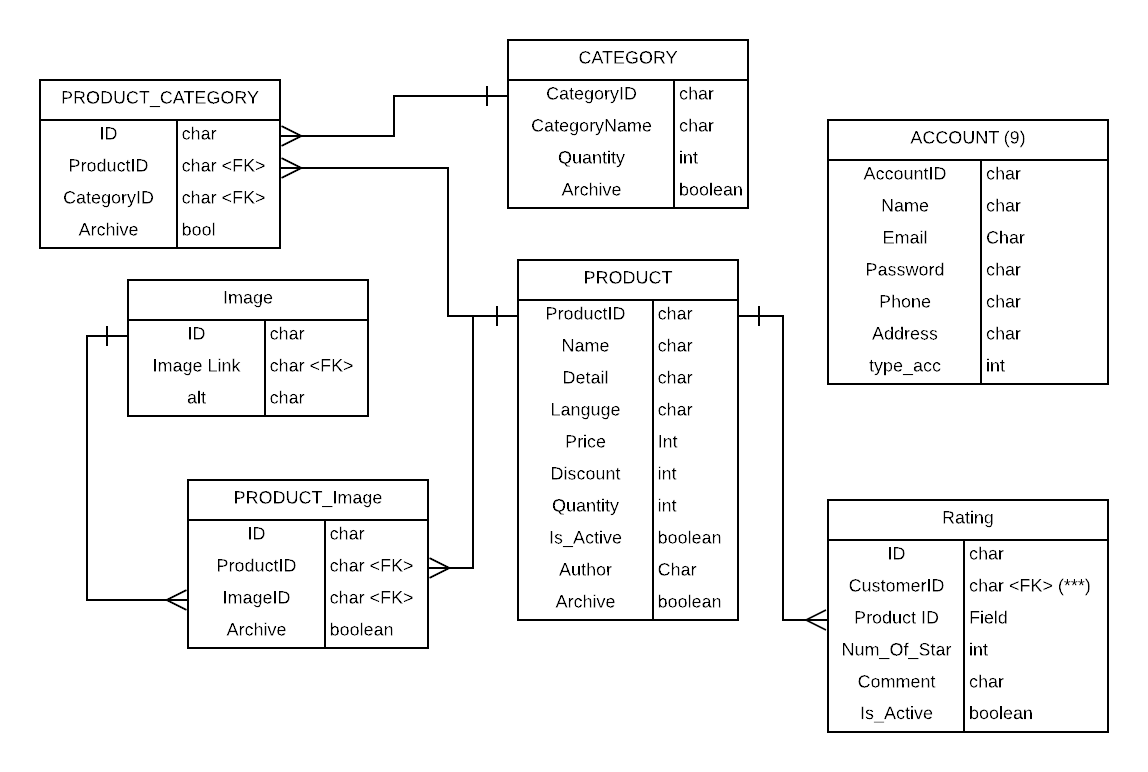 CATEGORY
CategoryID char
CategoryName char
Quantity int
Archive boolean
PRODUCT_CATEGORY
ID char
ProductID char <FK>
CategoryID char <FK>
Archive bool
ACCOUNT (9)
AccountID char
Name char
Email Char
Password char
Phone char
Address char
type_acc int
Image
ID char
Image Link char <FK>
alt char
PRODUCT
ProductID char
Name char
Detail char
Languge char
Price Int
Discount int
Quantity int
Is_Active boolean
Author Char
Archive boolean
PRODUCT_Image
ID char
ProductID char <FK>
ImageID char <FK>
Archive boolean
Rating
ID char
CustomerID char <FK> (***)
Product ID Field
Num_Of_Star int
Comment char
Is_Active boolean